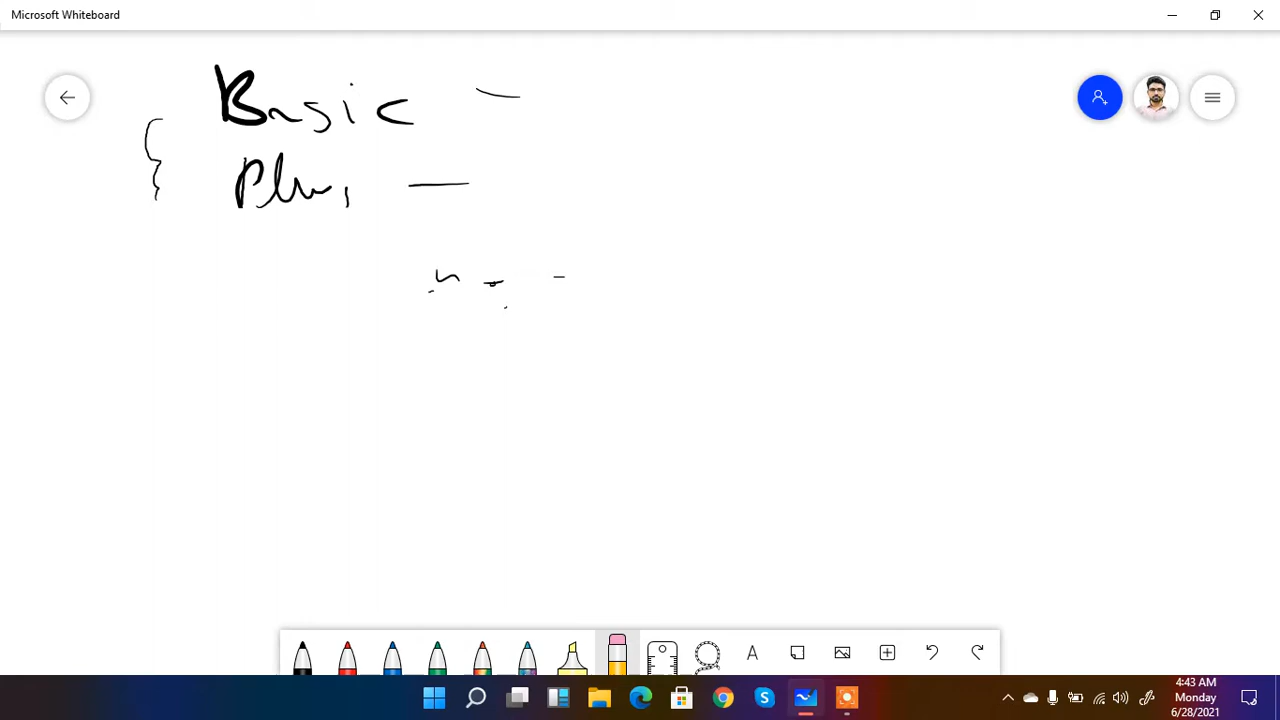 Microsoft Whiteboard
Basic —
Plus —
A
4:43 AM
Monday
6/28/2021